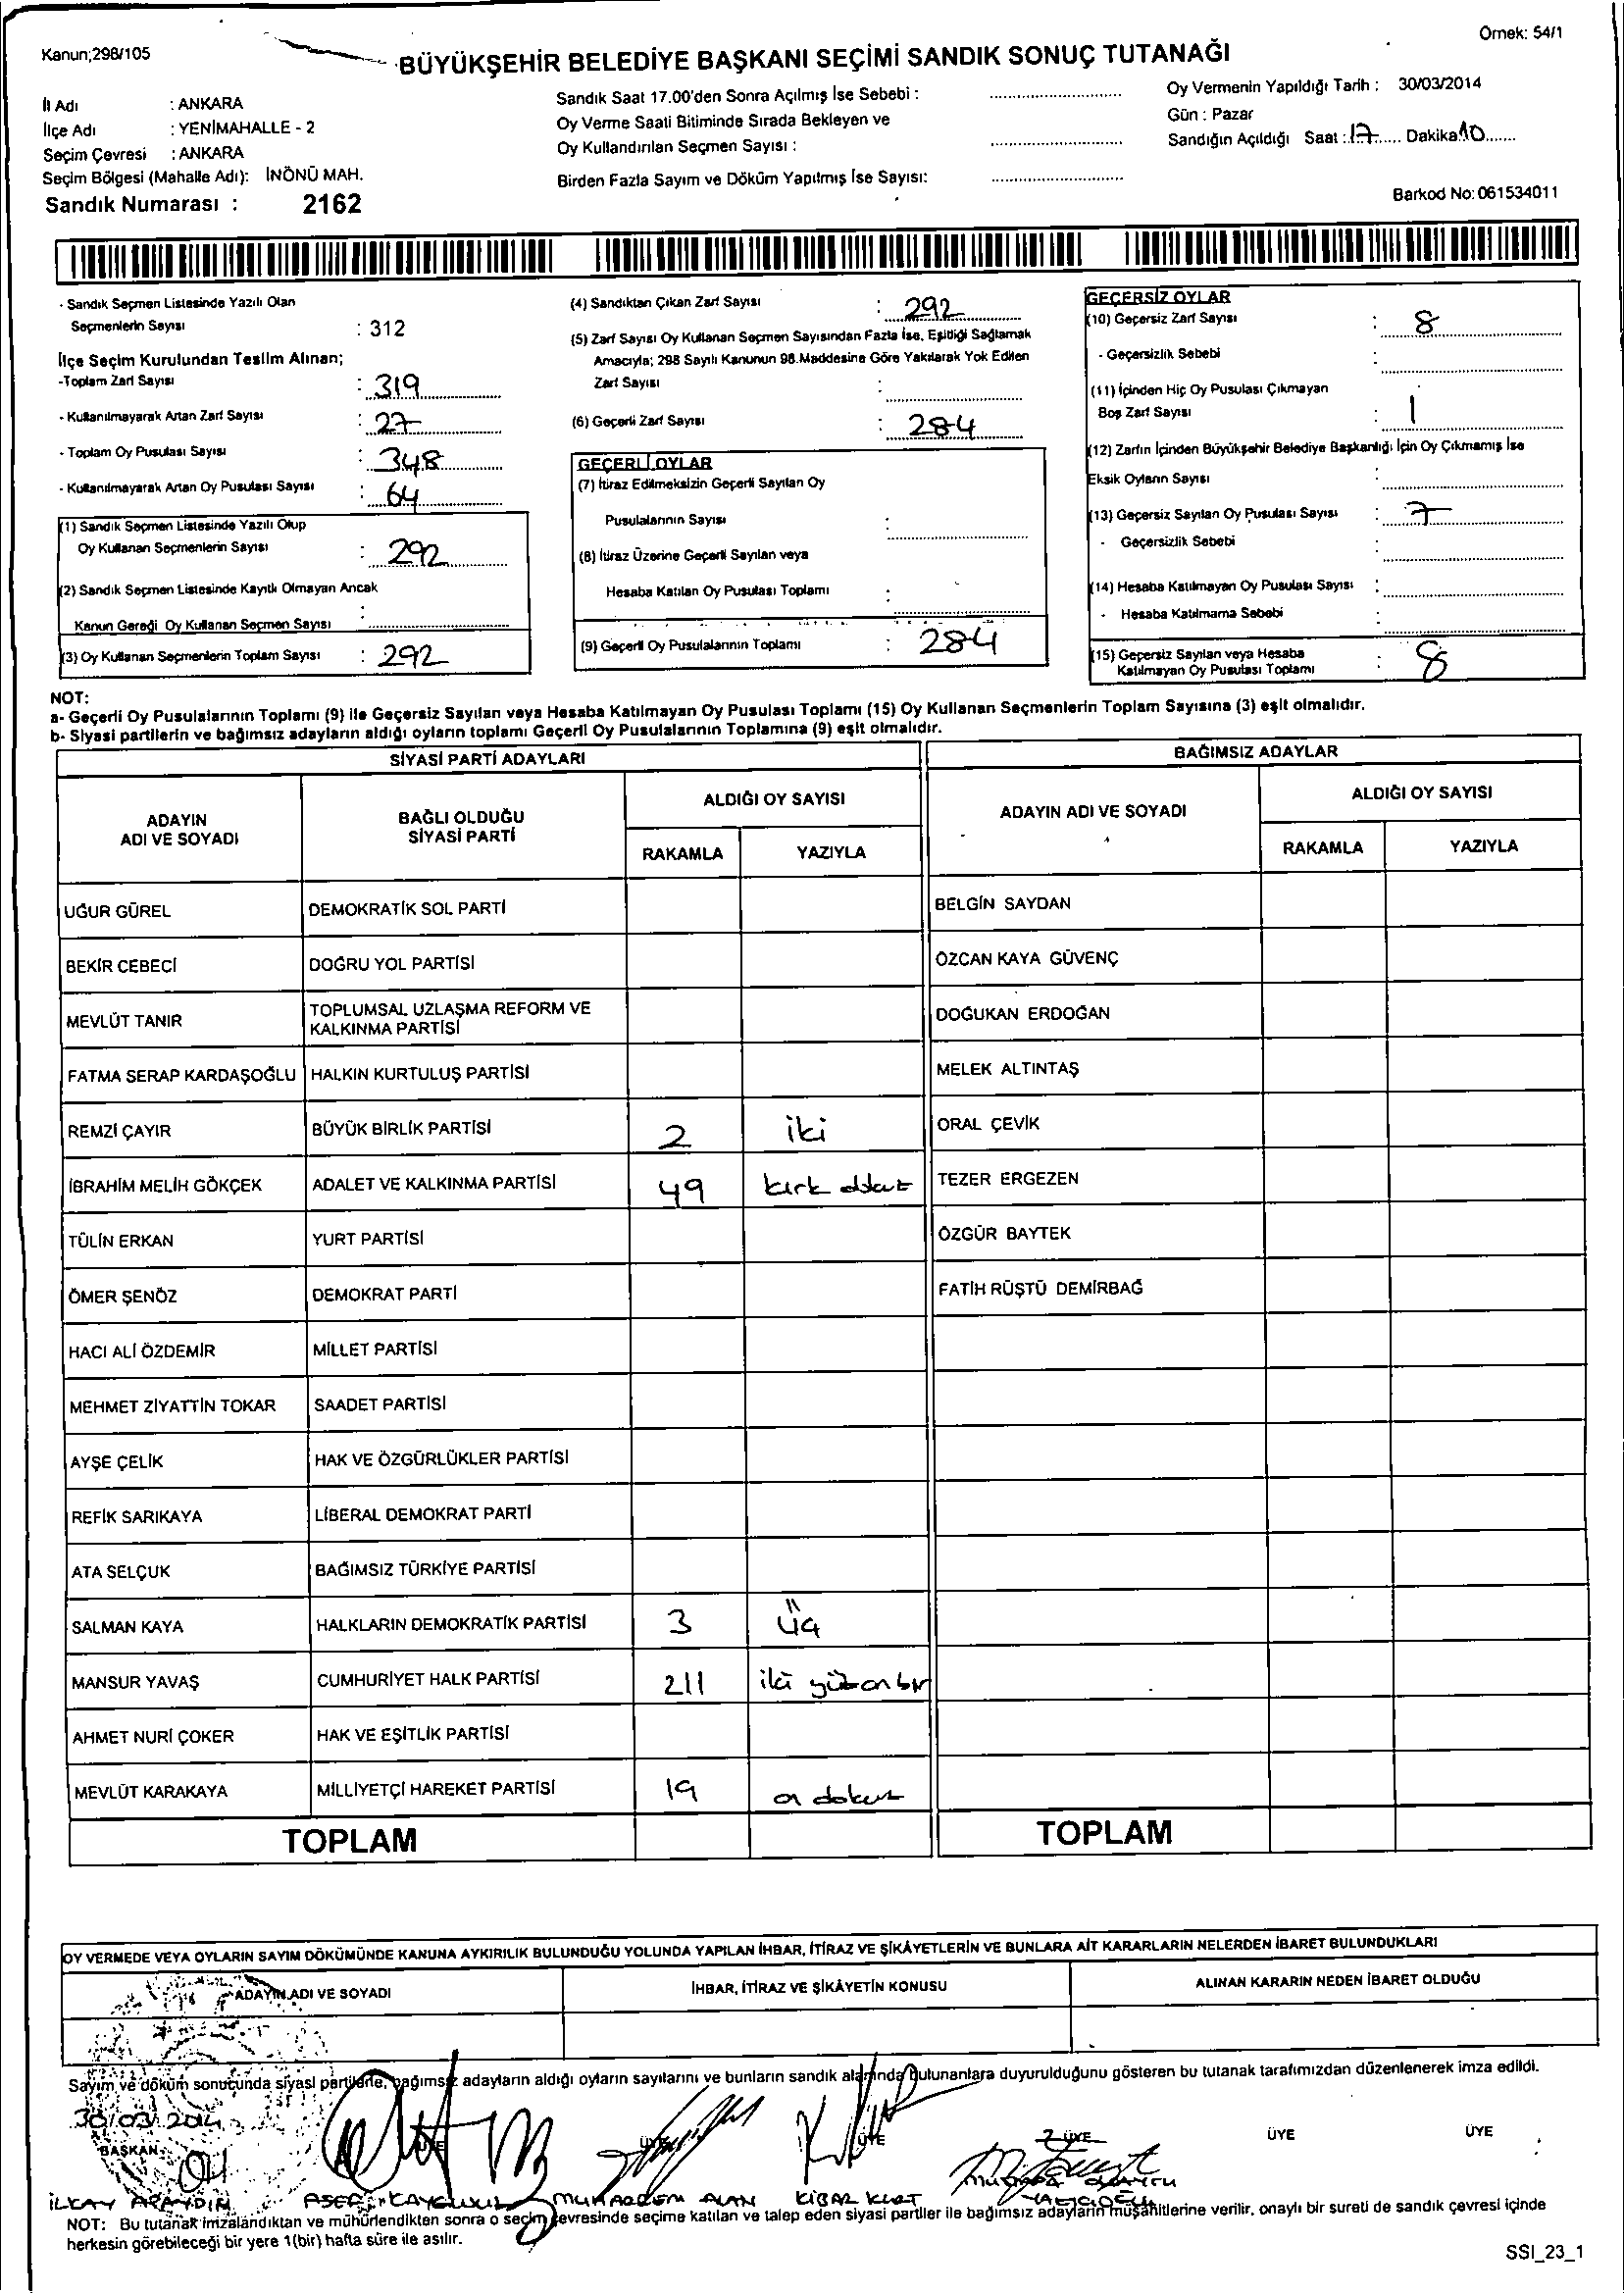 Kanun;298/105
Örnek: 54/1
BÜYÜKŞEHİR BELEDİYE BAŞKANI SEÇİMİ SANDIK SONUÇ TUTANAĞI
İl Adı : ANKARA
İlçe Adı : YENİMAHALLE - 2
Seçim Çevresi : ANKARA
Seçim Bölgesi (Mahalle Adı): İNÖNÜ MAH.
Sandık Numarası : 2162
Sandık Saat 17.00'den Sonra Açılmış İse Sebebi :
Oy Verme Saati Bitiminde Sırada Bekleyen ve
Oy Kullandırılan Seçmen Sayısı :
Birden Fazla Sayım ve Döküm Yapılmış İse Sayısı:
Oy Vermenin Yapıldığı Tarih : 30/03/2014
Gün : Pazar
Sandığın Açıldığı Saat : 17 Dakika 10
Barkod No: 061534011
- Sandık Seçmen Listesinde Yazılı Olan
Seçmenlerin Sayısı : 312
İlçe Seçim Kurulundan Teslim Alınan;
-Toplam Zarf Sayısı : 319
- Kullanılmayarak Artan Zarf Sayısı : 27
- Toplam Oy Pusulası Sayısı : 348
- Kullanılmayarak Artan Oy Pusulası Sayısı : 64
(1) Sandık Seçmen Listesinde Yazılı Olup
Oy Kullanan Seçmenlerin Sayısı : 292
(2) Sandık Seçmen Listesinde Kayıtlı Olmayan Ancak
Kanun Gereği Oy Kullanan Seçmen Sayısı :
(3) Oy Kullanan Seçmenlerin Toplam Sayısı : 292
(4) Sandıktan Çıkan Zarf Sayısı : 292
(5) Zarf Sayısı Oy Kullanan Seçmen Sayısından Fazla İse, Eşitliği Sağlamak
Amacıyla; 298 Sayılı Kanunun 98.Maddesine Göre Yakılarak Yok Edilen
Zarf Sayısı :
(6) Geçerli Zarf Sayısı : 284
GEÇERLİ OYLAR
(7) İtiraz Edilmeksizin Geçerli Sayılan Oy
Pusulalarının Sayısı :
(8) İtiraz Üzerine Geçerli Sayılan veya
Hesaba Katılan Oy Pusulası Toplamı :
(9) Geçerli Oy Pusulalarının Toplamı : 284
GEÇERSİZ OYLAR
(10) Geçersiz Zarf Sayısı : 8
- Geçersizlik Sebebi :
(11) İçinden Hiç Oy Pusulası Çıkmayan
Boş Zarf Sayısı : 1
(12) Zarfın İçinden Büyükşehir Belediye Başkanlığı İçin Oy Çıkmamış İse
Eksik Oyların Sayısı :
(13) Geçersiz Sayılan Oy Pusulası Sayısı : 7
- Geçersizlik Sebebi :
(14) Hesaba Katılmayan Oy Pusulası Sayısı :
- Hesaba Katılmama Sebebi :
(15) Geçersiz Sayılan veya Hesaba
Katılmayan Oy Pusulası Toplamı : 8
NOT:
a- Geçerli Oy Pusulalarının Toplamı (9) ile Geçersiz Sayılan veya Hesaba Katılmayan Oy Pusulası Toplamı (15) Oy Kullanan Seçmenlerin Toplam Sayısına (3) eşit olmalıdır.
b- Siyasi partilerin ve bağımsız adayların aldığı oyların toplamı Geçerli Oy Pusulalarının Toplamına (9) eşit olmalıdır.
SİYASİ PARTİ ADAYLARI
ADAYIN ADI VE SOYADI
BAĞLI OLDUĞU SİYASİ PARTİ
ALDIĞI OY SAYISI
RAKAMLA YAZIYLA
UĞUR GÜREL DEMOKRATİK SOL PARTİ
BEKİR CEBECİ DOĞRU YOL PARTİSİ
MEVLÜT TANIR TOPLUMSAL UZLAŞMA REFORM VE
KALKINMA PARTİSİ
FATMA SERAP KARDAŞOĞLU HALKIN KURTULUŞ PARTİSİ
REMZİ ÇAYIR BÜYÜK BİRLİK PARTİSİ 2 iki
İBRAHİM MELİH GÖKÇEK ADALET VE KALKINMA PARTİSİ 49 kırk dokuz
TÜLİN ERKAN YURT PARTİSİ
ÖMER ŞENÖZ DEMOKRAT PARTİ
HACI ALİ ÖZDEMİR MİLLET PARTİSİ
MEHMET ZİYATTİN TOKAR SAADET PARTİSİ
AYŞE ÇELİK HAK VE ÖZGÜRLÜKLER PARTİSİ
REFİK SARIKAYA LİBERAL DEMOKRAT PARTİ
ATA SELÇUK BAĞIMSIZ TÜRKİYE PARTİSİ
SALMAN KAYA HALKLARIN DEMOKRATİK PARTİSİ 3 üç
MANSUR YAVAŞ CUMHURİYET HALK PARTİSİ 211 iki yüz on bir
AHMET NURİ ÇOKER HAK VE EŞİTLİK PARTİSİ
MEVLÜT KARAKAYA MİLLİYETÇİ HAREKET PARTİSİ 19 on dokuz
TOPLAM
BAĞIMSIZ ADAYLAR
ADAYIN ADI VE SOYADI
ALDIĞI OY SAYISI
RAKAMLA YAZIYLA
BELGİN SAYDAN
ÖZCAN KAYA GÜVENÇ
DOĞUKAN ERDOĞAN
MELEK ALTINTAŞ
ORAL ÇEVİK
TEZER ERGEZEN
ÖZGÜR BAYTEK
FATİH RÜŞTÜ DEMİRBAĞ
TOPLAM
OY VERMEDE VEYA OYLARIN SAYIM DÖKÜMÜNDE KANUNA AYKIRILIK BULUNDUĞU YOLUNDA YAPILAN İHBAR, İTİRAZ VE ŞİKÂYETLERİN VE BUNLARA AİT KARARLARIN NELERDEN İBARET BULUNDUKLARI
ADAYIN ADI VE SOYADI
İHBAR, İTİRAZ VE ŞİKÂYETİN KONUSU
ALINAN KARARIN NEDEN İBARET OLDUĞU
Sayım ve döküm sonucunda siyasi partilerle, bağımsız adayların aldığı oyların sayılarını ve bunların sandık alanında bulunanlara duyurulduğunu gösteren bu tutanak tarafımızdan düzenlenerek imza edildi.
30/03/2014
BAŞKAN ÜYE ÜYE ÜYE ÜYE ÜYE ÜYE
İLKAY MUHARREM ALAN KİBAR KURT
NOT: Bu tutanak imzalandıktan ve mühürlendikten sonra o seçim çevresinde seçime katılan ve talep eden siyasi partiler ile bağımsız adayların müşahitlerine verilir, onaylı bir sureti de sandık çevresi içinde
herkesin görebileceği bir yere 1(bir) hafta süre ile asılır.
SSI_23_1